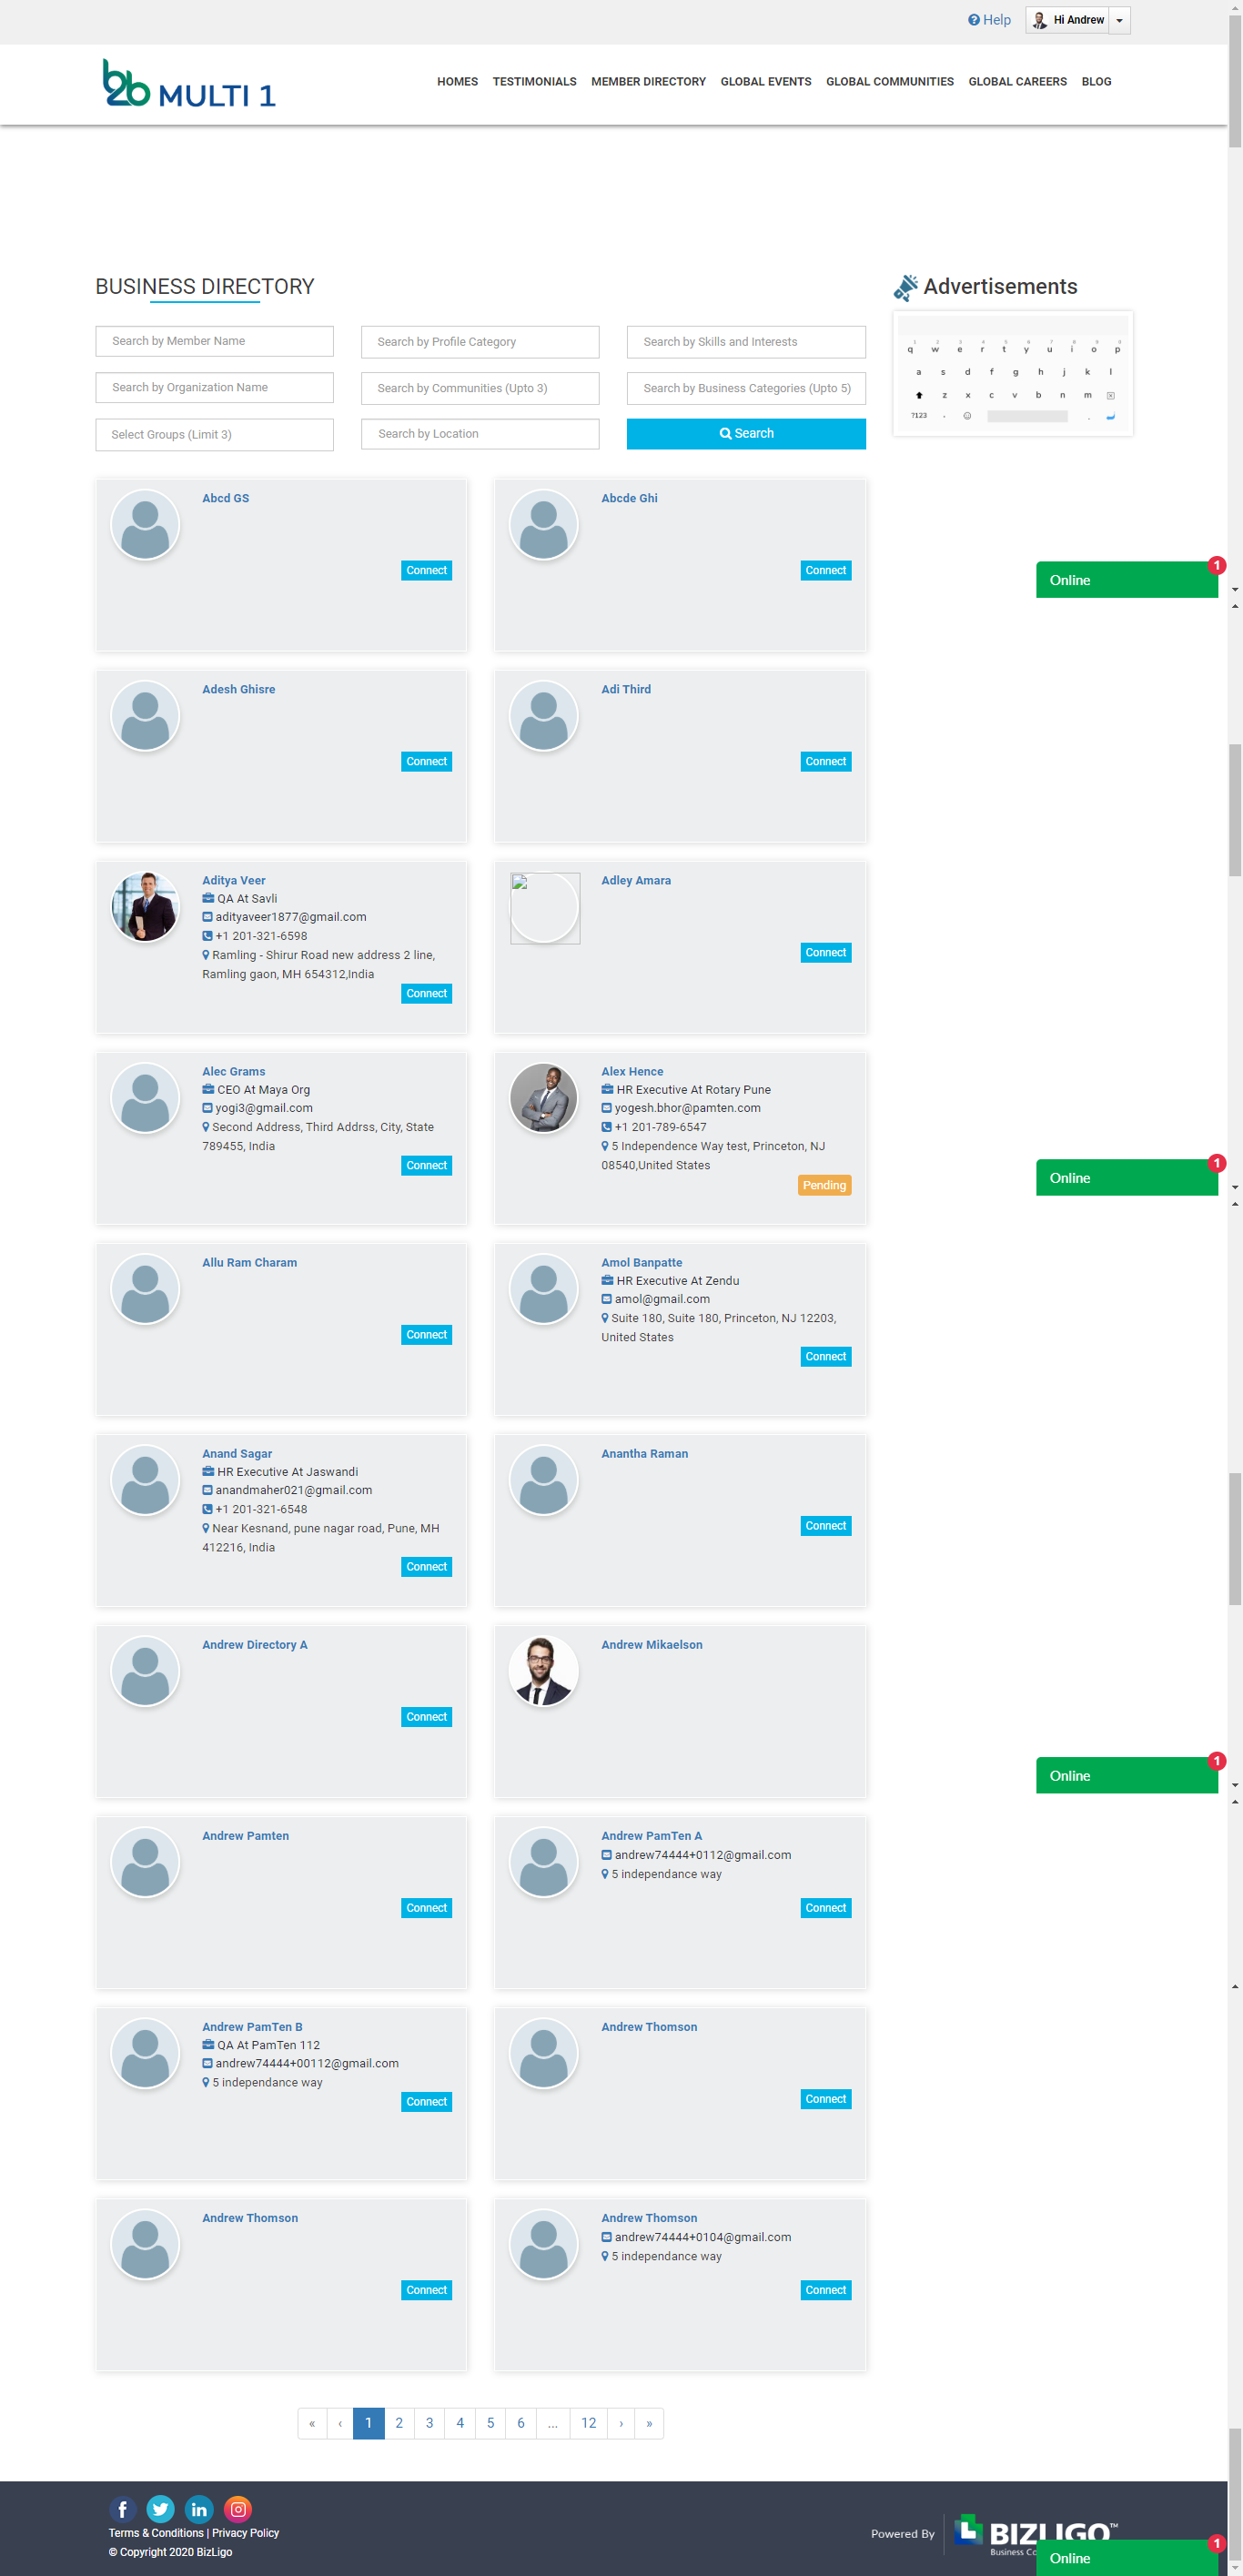 Help
Hi Andrew
b2b MULTI 1
HOMES TESTIMONIALS MEMBER DIRECTORY GLOBAL EVENTS GLOBAL COMMUNITIES GLOBAL CAREERS BLOG
BUSINESS DIRECTORY
Search by Member Name
Search by Profile Category
Search by Skills and Interests
Search by Organization Name
Search by Communities (Upto 3)
Search by Business Categories (Upto 5)
Select Groups (Limit 3)
Search by Location
Search
Advertisements
1 2 3 4 5 6 7 8 9 0
q w e r t y u i o p
a s d f g h j k l
z x c v b n m
?123 , .
Abcd GS
Connect
Abcde Ghi
Connect
Online
1
Adesh Ghisre
Connect
Adi Third
Connect
Aditya Veer
QA At Savli
adityaveer1877@gmail.com
+1 201-321-6598
Ramling - Shirur Road new address 2 line,
Ramling gaon, MH 654312,India
Connect
Adley Amara
Connect
Alec Grams
CEO At Maya Org
yogi3@gmail.com
Second Address, Third Addrss, City, State
789455, India
Connect
Alex Hence
HR Executive At Rotary Pune
yogesh.bhor@pamten.com
+1 201-789-6547
5 Independence Way test, Princeton, NJ
08540,United States
Pending
Online
1
Allu Ram Charam
Connect
Amol Banpatte
HR Executive At Zendu
amol@gmail.com
Suite 180, Suite 180, Princeton, NJ 12203,
United States
Connect
Anand Sagar
HR Executive At Jaswandi
anandmaher021@gmail.com
+1 201-321-6548
Near Kesnand, pune nagar road, Pune, MH
412216, India
Connect
Anantha Raman
Connect
Andrew Directory A
Connect
Andrew Mikaelson
Online
1
Andrew Pamten
Connect
Andrew PamTen A
andrew74444+0112@gmail.com
5 independance way
Connect
Andrew PamTen B
QA At PamTen 112
andrew74444+00112@gmail.com
5 independance way
Connect
Andrew Thomson
Connect
Andrew Thomson
Connect
Andrew Thomson
andrew74444+0104@gmail.com
5 independance way
Connect
« ‹ 1 2 3 4 5 6 ... 12 › »
Terms & Conditions | Privacy Policy
© Copyright 2020 BizLigo
Powered By
BIZLIGO™
Business
Online
1